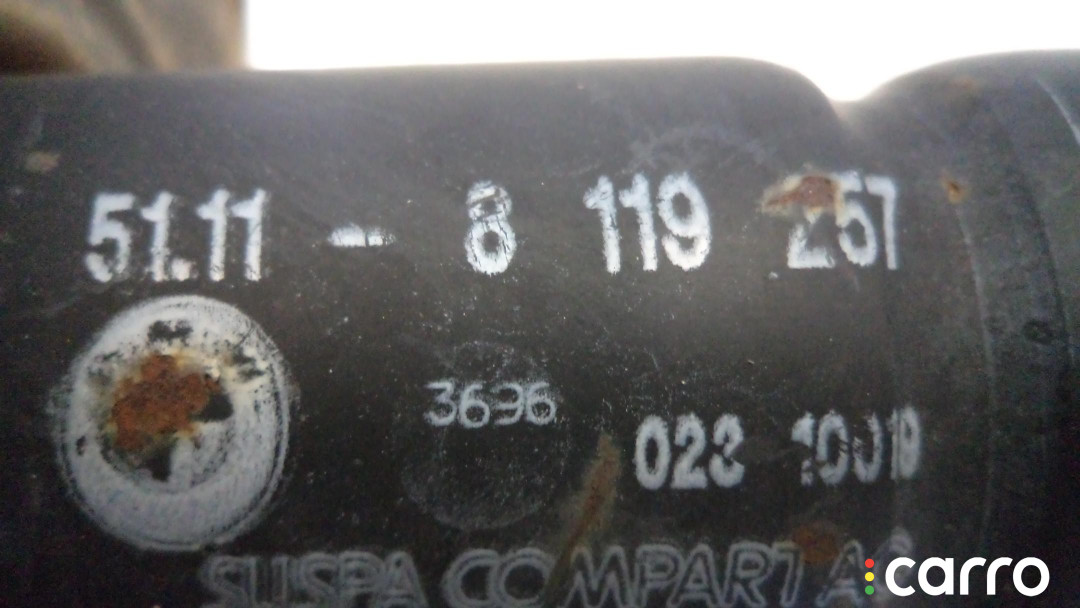 51.11 - 8 119 257
3696
023
SUSPA COMPART AG
carro